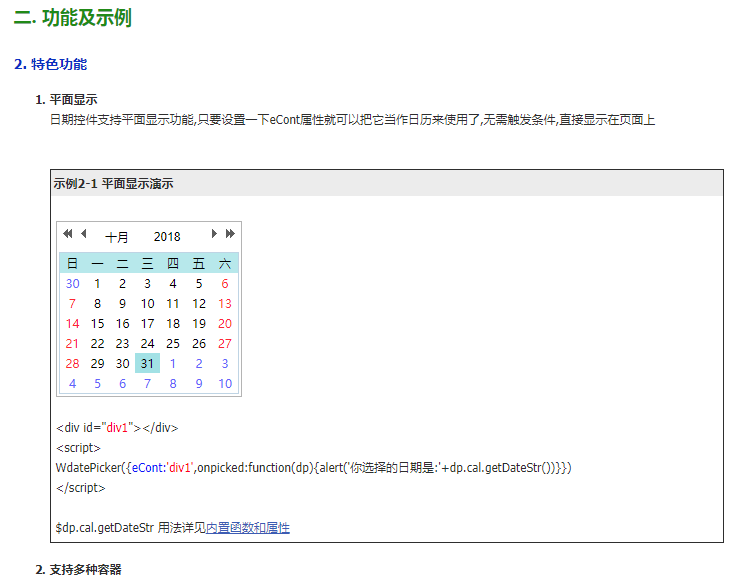 二. 功能及示例
2. 特色功能
1. 平面显示
日期控件支持平面显示功能,只要设置一下eCont属性就可以把它当作日历来使用了,无需触发条件,直接显示在页面上
示例2-1 平面显示演示
十月 2018
日 一 二 三 四 五 六
30 1 2 3 4 5 6
7 8 9 10 11 12 13
14 15 16 17 18 19 20
21 22 23 24 25 26 27
28 29 30 31 1 2 3
4 5 6 7 8 9 10
<div id="div1"></div>
<script>
WdatePicker({eCont:'div1',onpicked:function(dp){alert('你选择的日期是:'+dp.cal.getDateStr())}})
</script>
$dp.cal.getDateStr 用法详见内置函数和属性
2. 支持多种容器